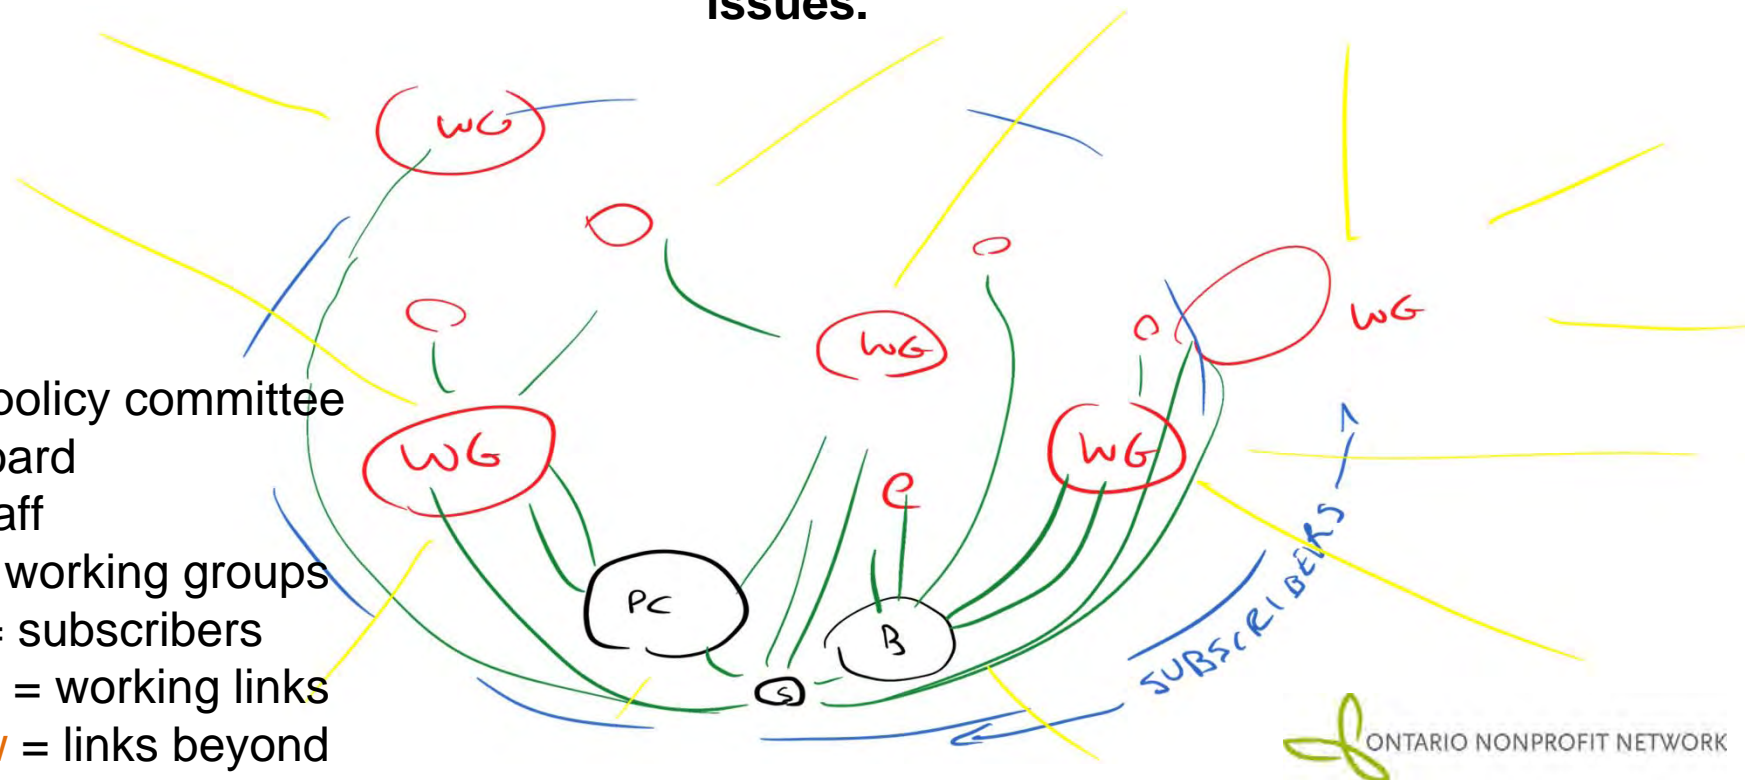 issues.
WG
WG
WG
WG
WG
PC
B
S
SUBSCRIBERS
policy committee
oard
aff
working groups
= subscribers
= working links
= links beyond
ONTARIO NONPROFIT NETWORK